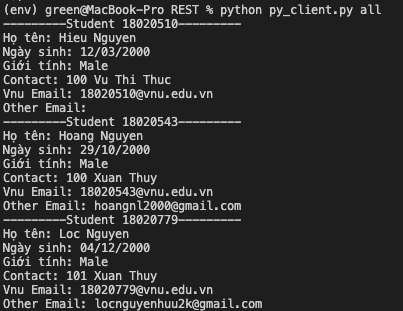 (env) green@MacBook-Pro REST % python py_client.py all
---------Student 18020510---------
Họ tên: Hieu Nguyen
Ngày sinh: 12/03/2000
Giới tính: Male
Contact: 100 Vu Thi Thuc
Vnu Email: 18020510@vnu.edu.vn
Other Email:
---------Student 18020543---------
Họ tên: Hoang Nguyen
Ngày sinh: 29/10/2000
Giới tính: Male
Contact: 100 Xuan Thuy
Vnu Email: 18020543@vnu.edu.vn
Other Email: hoangnl2000@gmail.com
---------Student 18020779---------
Họ tên: Loc Nguyen
Ngày sinh: 04/12/2000
Giới tính: Male
Contact: 101 Xuan Thuy
Vnu Email: 18020779@vnu.edu.vn
Other Email: locnguyenhuu2k@gmail.com